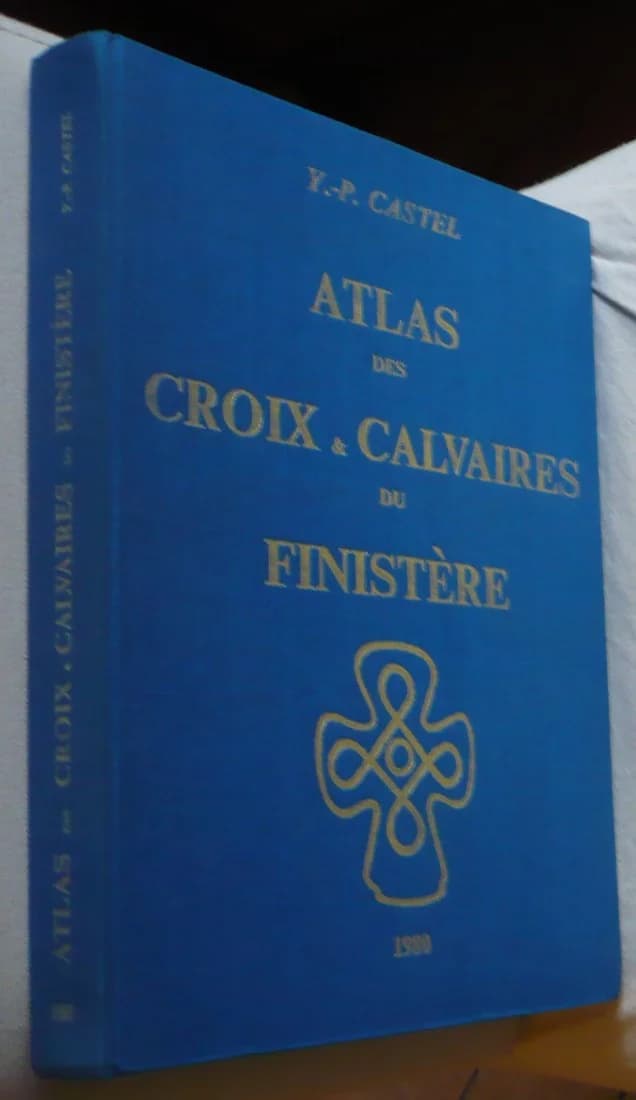 Y.-P. CASTEL
ATLAS
DES
CROIX & CALVAIRES
DU
FINISTÈRE
1980
ATLAS DES CROIX & CALVAIRES DU FINISTÈRE Y.-P. CASTEL